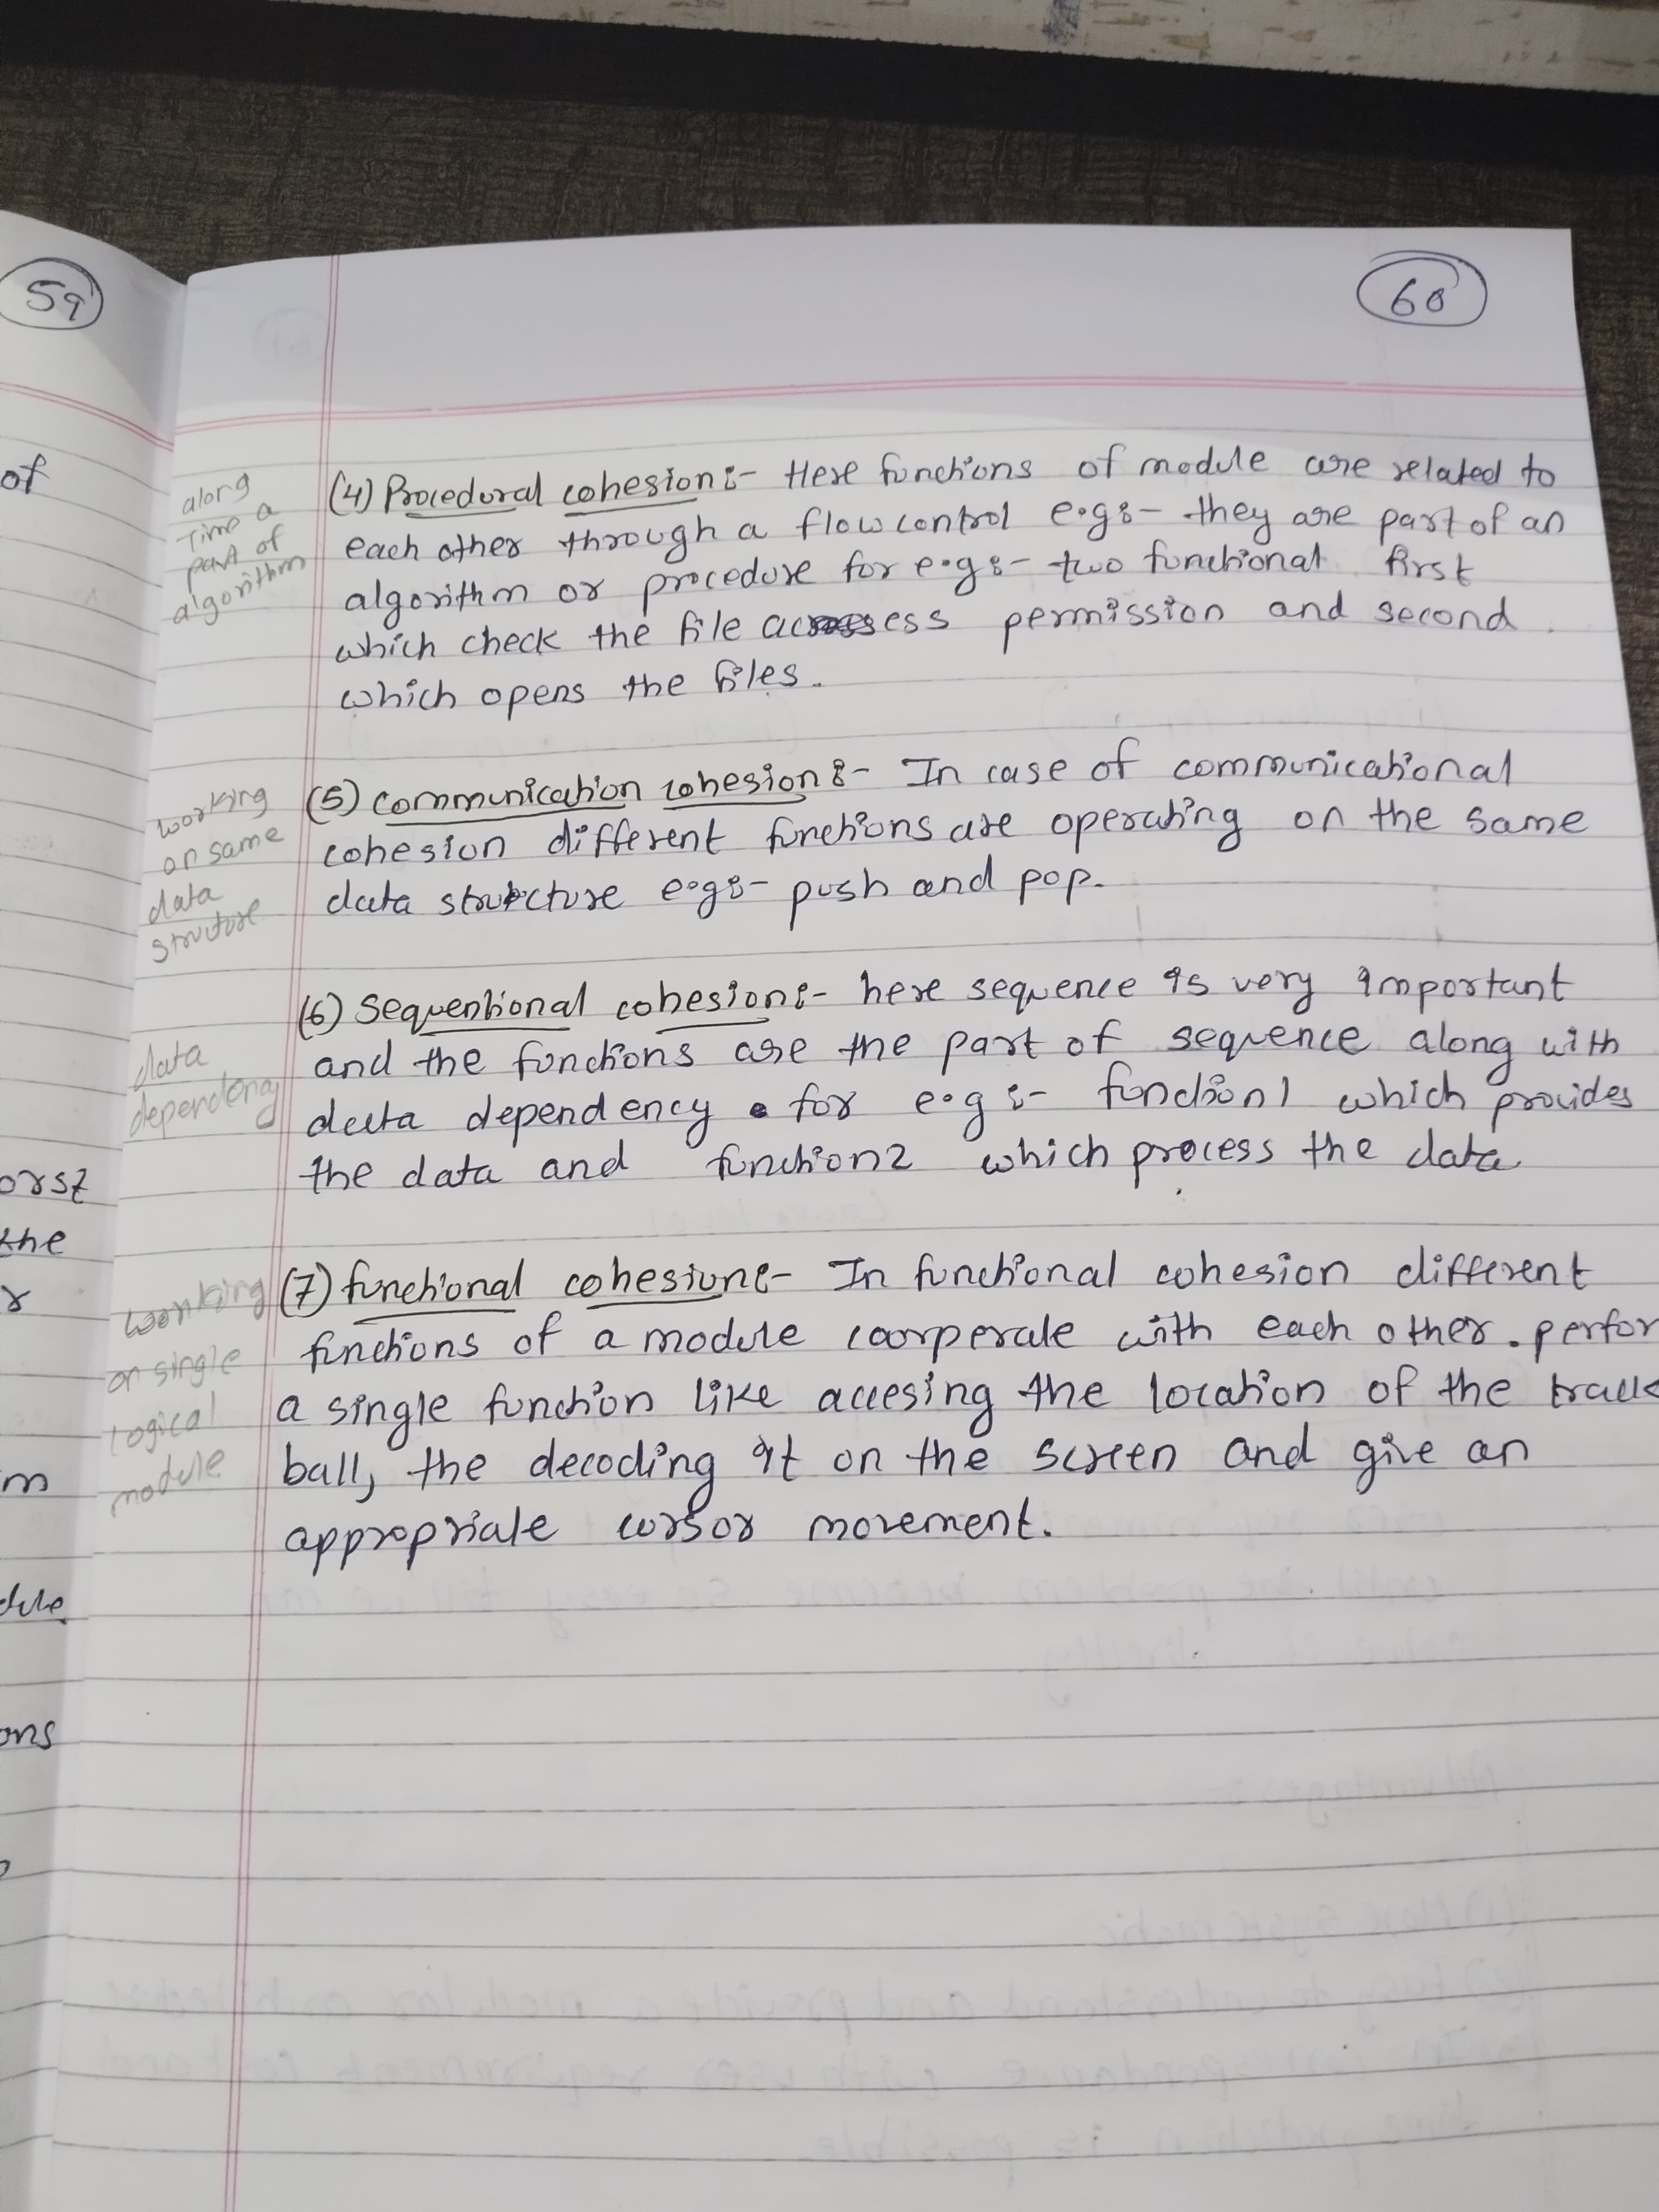 59
60
of
along
Time a
part of
algorithm
(4) Procedural cohesion:- Here functions of module are related to
each other through a flow control e.g:- they are part of an
algorithm or procedure for e.g:- two functional first
which check the file access permission and second
which opens the files.
working
on same
data
structure
(5) communication cohesion:- In case of communicational
cohesion different functions are operating on the same
data structure e.g:- push and pop.
data
dependency
(6) Sequentional cohesion:- here sequence is very important
and the functions are the part of sequence along with
data dependency . for e.g:- function1 which provides
the data and function2 which process the data
orst
the
r
working
on single
logical
module
(7) functional cohesion:- In functional cohesion different
functions of a module coorperate with each other. perfor
a single function like accesing the location of the track
ball, the decoding it on the screen and give an
appropriate cursor movement.
m
dule
ons